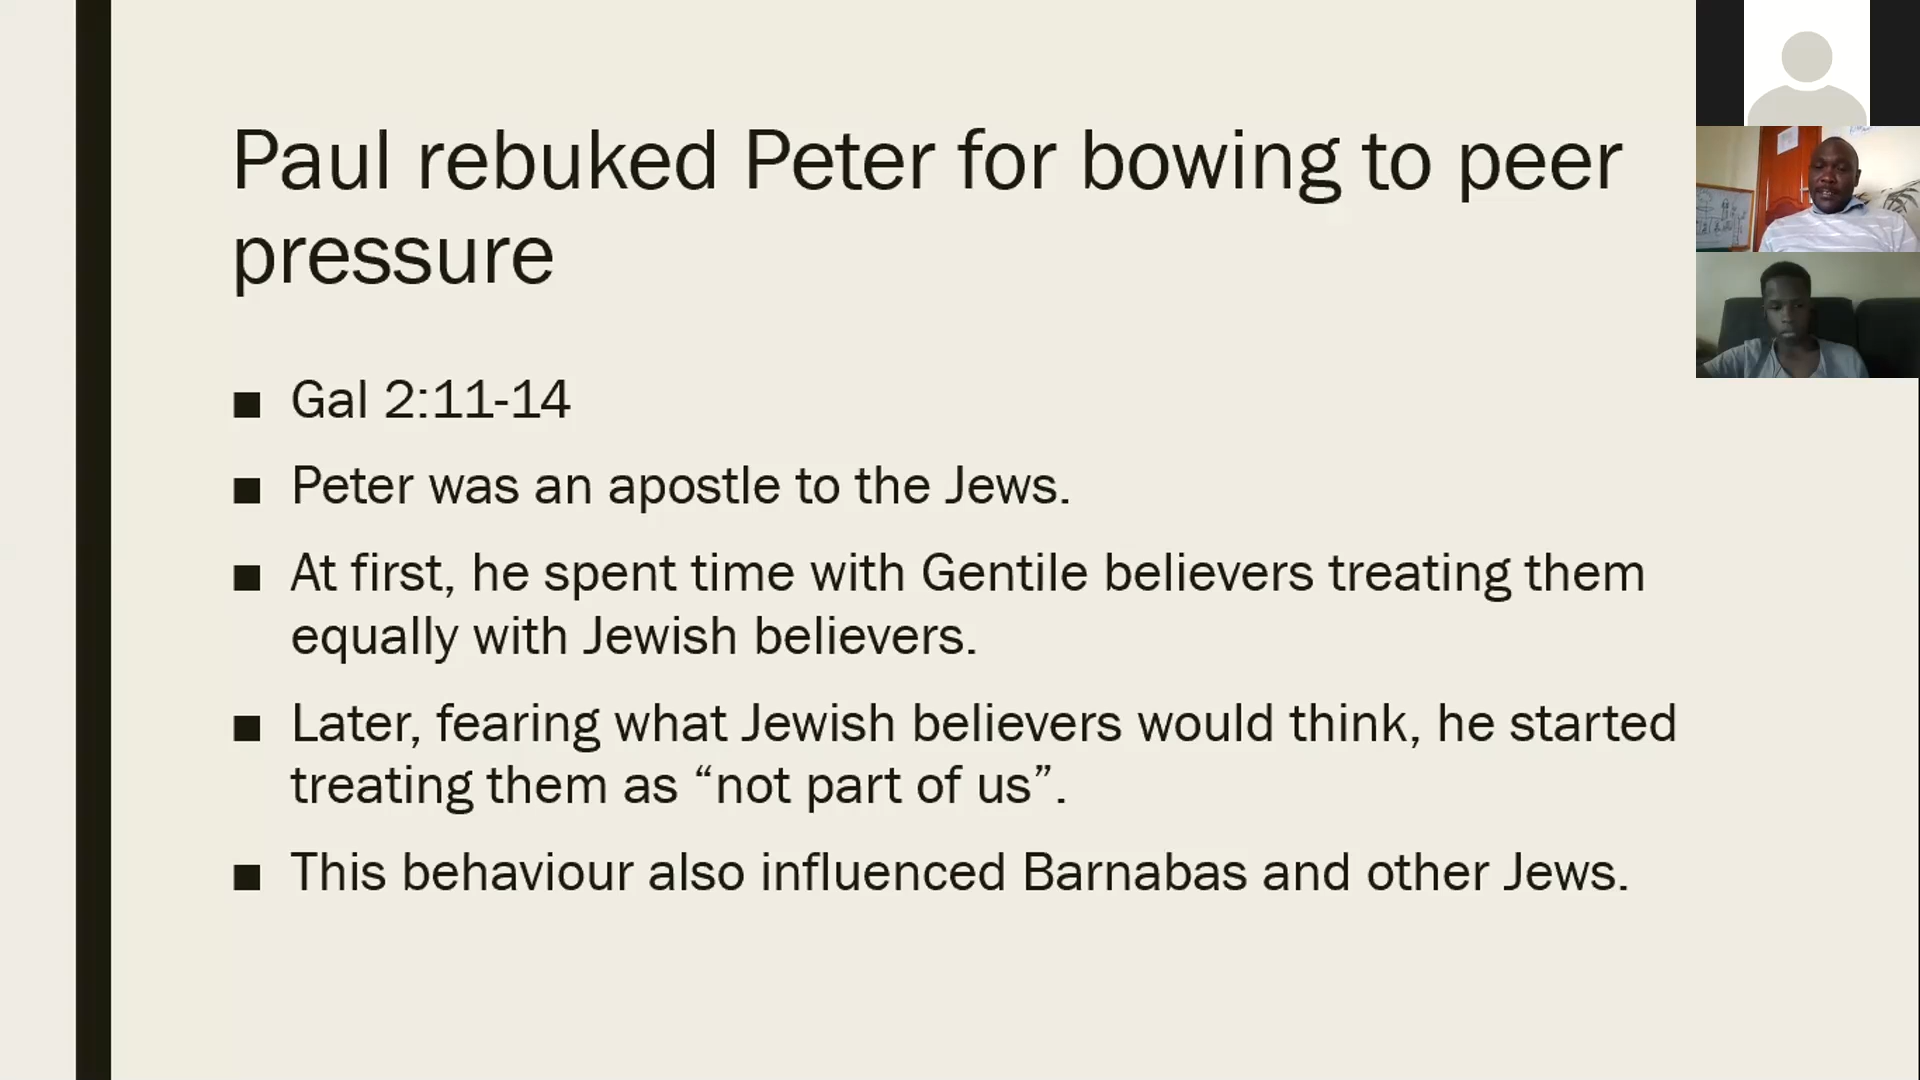 Paul rebuked Peter for bowing to peer
pressure
■ Gal 2:11-14
■ Peter was an apostle to the Jews.
■ At first, he spent time with Gentile believers treating them
equally with Jewish believers.
■ Later, fearing what Jewish believers would think, he started
treating them as “not part of us”.
■ This behaviour also influenced Barnabas and other Jews.